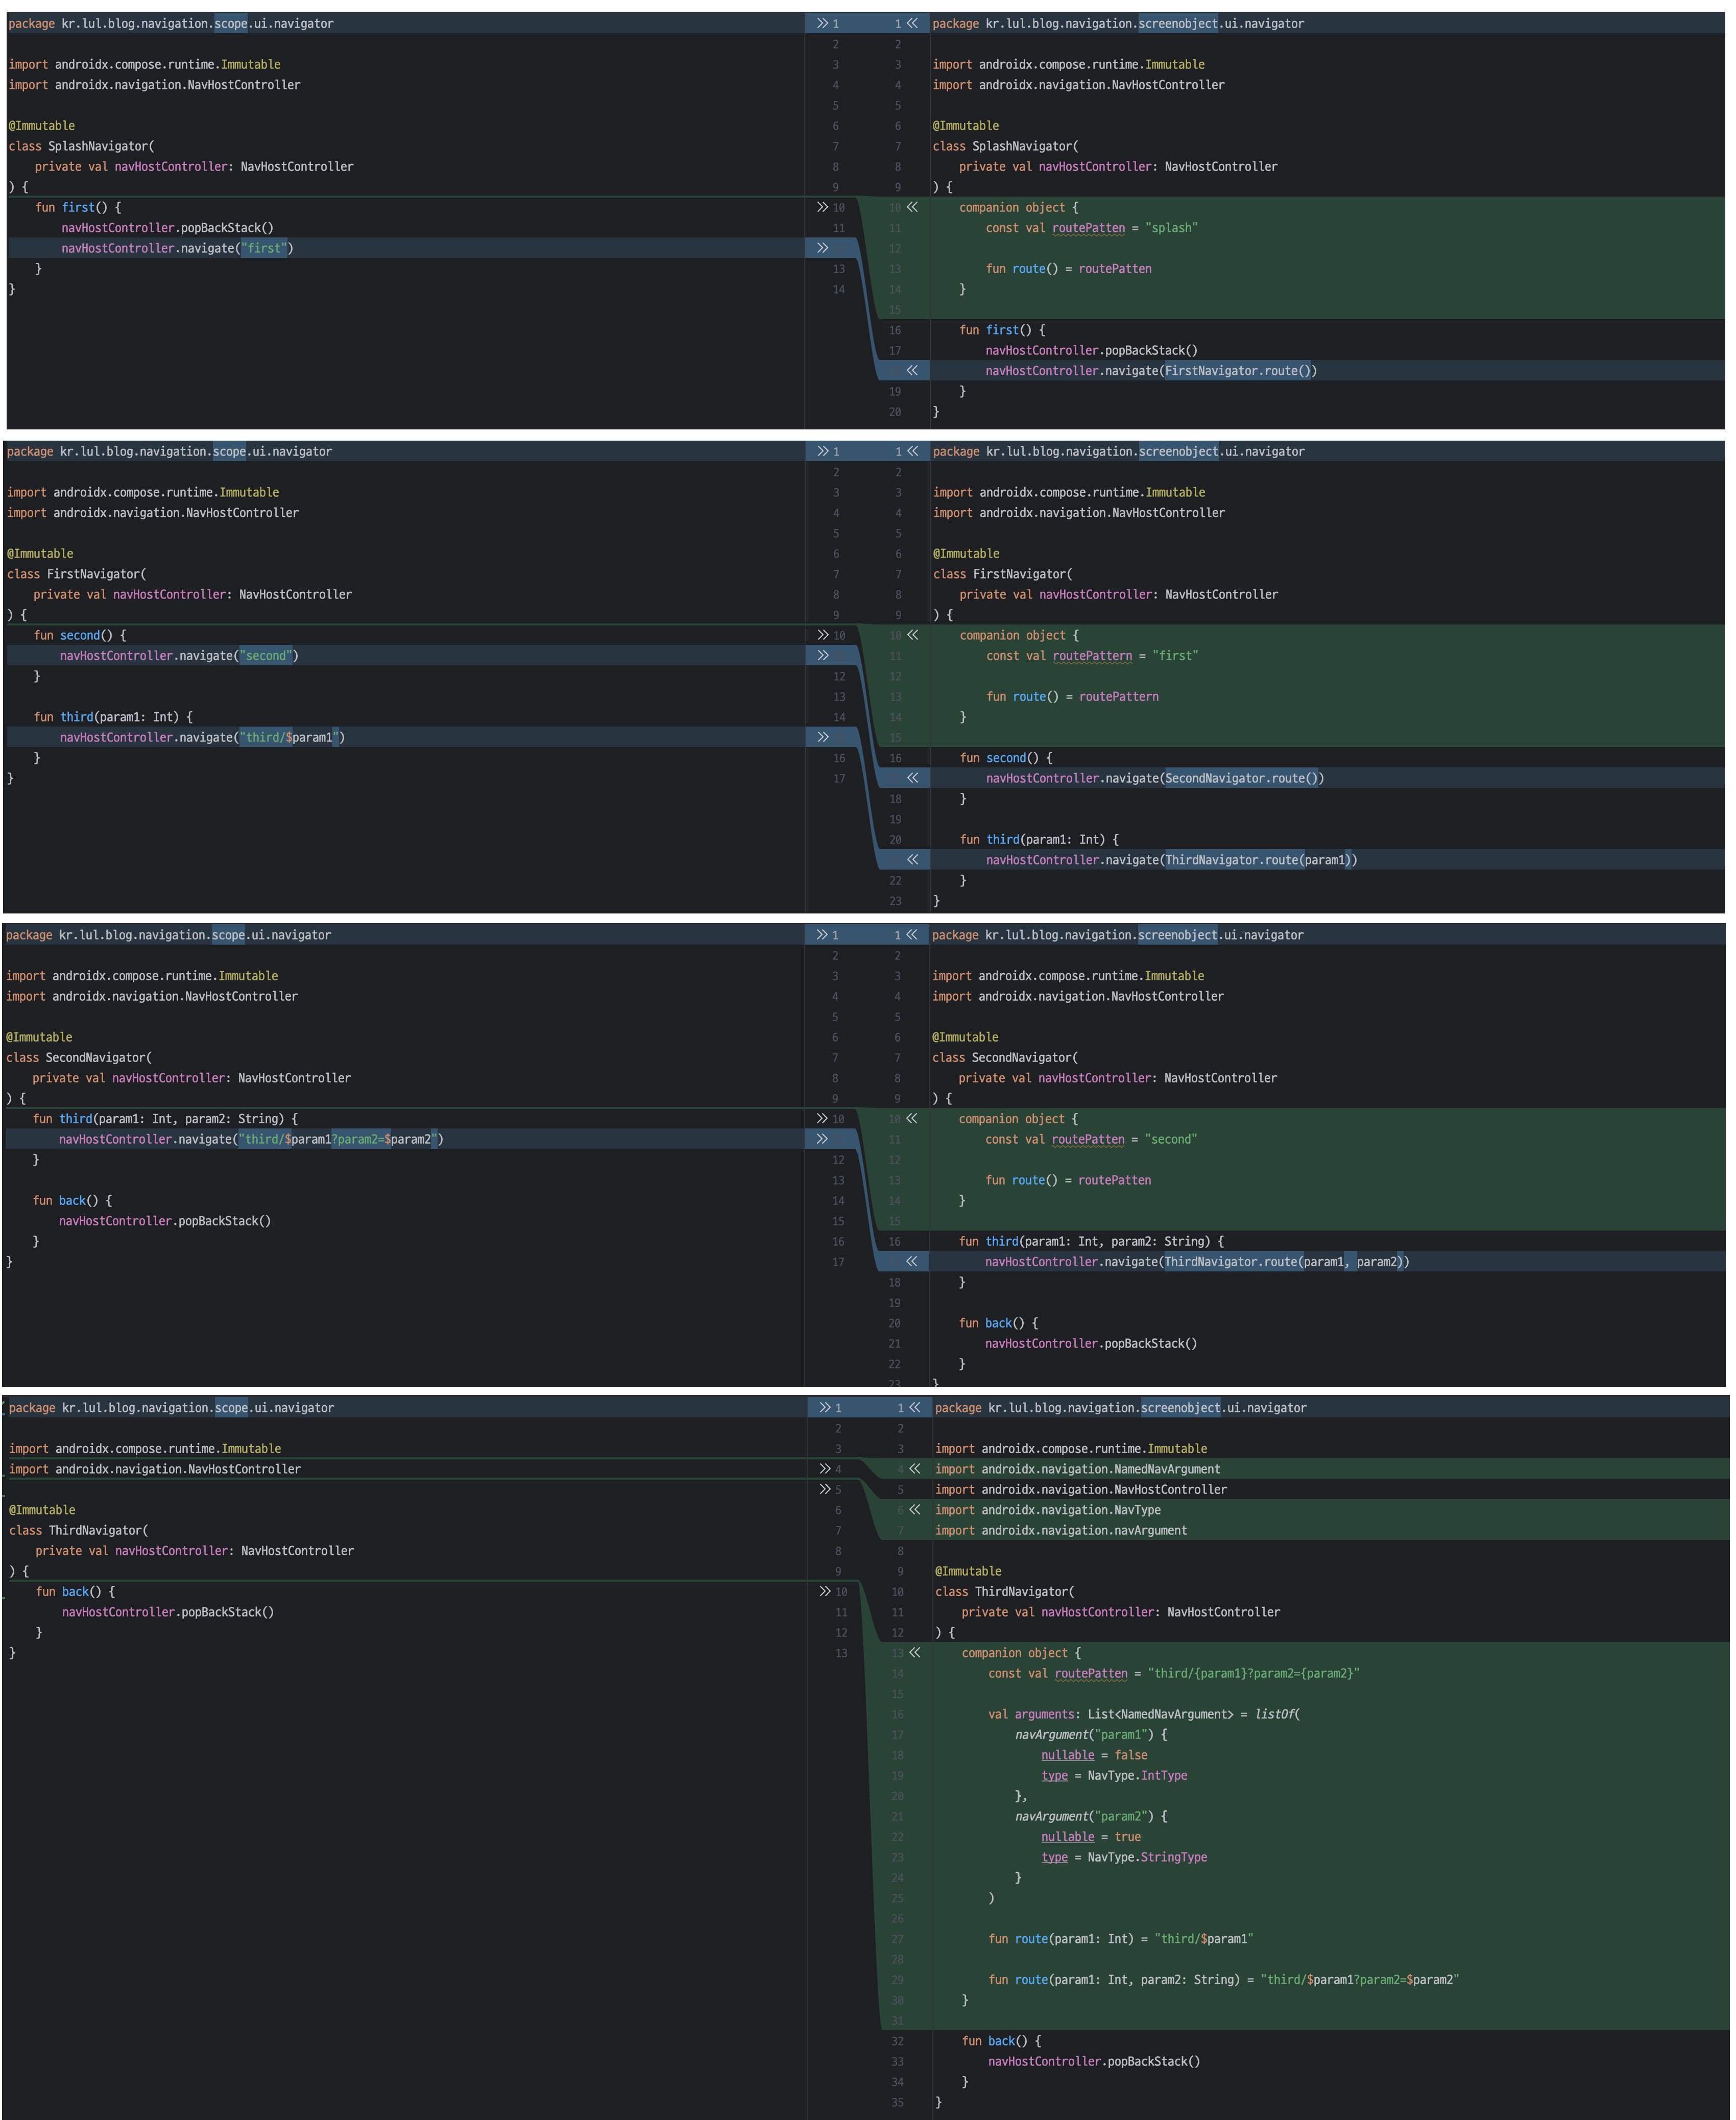 package kr.lul.blog.navigation.scope.ui.navigator
import androidx.compose.runtime.Immutable
import androidx.navigation.NavHostController
@Immutable
class SplashNavigator(
private val navHostController: NavHostController
) {
fun first() {
navHostController.popBackStack()
navHostController.navigate("first")
}
}
1
2
3
4
5
6
7
8
9
10
11
13
14
1
2
3
4
5
6
7
8
9
10
11
12
13
14
15
16
17
19
20
package kr.lul.blog.navigation.screenobject.ui.navigator
import androidx.compose.runtime.Immutable
import androidx.navigation.NavHostController
@Immutable
class SplashNavigator(
private val navHostController: NavHostController
) {
companion object {
const val routePatten = "splash"
fun route() = routePatten
}
fun first() {
navHostController.popBackStack()
navHostController.navigate(FirstNavigator.route())
}
}
package kr.lul.blog.navigation.scope.ui.navigator
import androidx.compose.runtime.Immutable
import androidx.navigation.NavHostController
@Immutable
class FirstNavigator(
private val navHostController: NavHostController
) {
fun second() {
navHostController.navigate("second")
}
fun third(param1: Int) {
navHostController.navigate("third/$param1")
}
}
1
2
3
4
5
6
7
8
9
10
12
13
14
16
17
1
2
3
4
5
6
7
8
9
10
11
12
13
14
15
16
18
19
20
22
23
package kr.lul.blog.navigation.screenobject.ui.navigator
import androidx.compose.runtime.Immutable
import androidx.navigation.NavHostController
@Immutable
class FirstNavigator(
private val navHostController: NavHostController
) {
companion object {
const val routePattern = "first"
fun route() = routePattern
}
fun second() {
navHostController.navigate(SecondNavigator.route())
}
fun third(param1: Int) {
navHostController.navigate(ThirdNavigator.route(param1))
}
}
package kr.lul.blog.navigation.scope.ui.navigator
import androidx.compose.runtime.Immutable
import androidx.navigation.NavHostController
@Immutable
class SecondNavigator(
private val navHostController: NavHostController
) {
fun third(param1: Int, param2: String) {
navHostController.navigate("third/$param1?param2=$param2")
}
fun back() {
navHostController.popBackStack()
}
}
1
2
3
4
5
6
7
8
9
10
12
13
14
15
16
17
1
2
3
4
5
6
7
8
9
10
11
12
13
14
15
16
18
19
20
21
22
23
package kr.lul.blog.navigation.screenobject.ui.navigator
import androidx.compose.runtime.Immutable
import androidx.navigation.NavHostController
@Immutable
class SecondNavigator(
private val navHostController: NavHostController
) {
companion object {
const val routePatten = "second"
fun route() = routePatten
}
fun third(param1: Int, param2: String) {
navHostController.navigate(ThirdNavigator.route(param1, param2))
}
fun back() {
navHostController.popBackStack()
}
}
package kr.lul.blog.navigation.scope.ui.navigator
import androidx.compose.runtime.Immutable
import androidx.navigation.NavHostController
@Immutable
class ThirdNavigator(
private val navHostController: NavHostController
) {
fun back() {
navHostController.popBackStack()
}
}
1
2
3
4
5
6
7
8
9
10
11
12
13
1
2
3
4
5
6
7
8
9
10
11
12
13
14
15
16
17
18
19
20
21
22
23
24
25
26
27
28
29
30
31
32
33
34
35
package kr.lul.blog.navigation.screenobject.ui.navigator
import androidx.compose.runtime.Immutable
import androidx.navigation.NamedNavArgument
import androidx.navigation.NavHostController
import androidx.navigation.NavType
import androidx.navigation.navArgument
@Immutable
class ThirdNavigator(
private val navHostController: NavHostController
) {
companion object {
const val routePatten = "third/{param1}?param2={param2}"
val arguments: List<NamedNavArgument> = listOf(
navArgument("param1") {
nullable = false
type = NavType.IntType
},
navArgument("param2") {
nullable = true
type = NavType.StringType
}
)
fun route(param1: Int) = "third/$param1"
fun route(param1: Int, param2: String) = "third/$param1?param2=$param2"
}
fun back() {
navHostController.popBackStack()
}
}